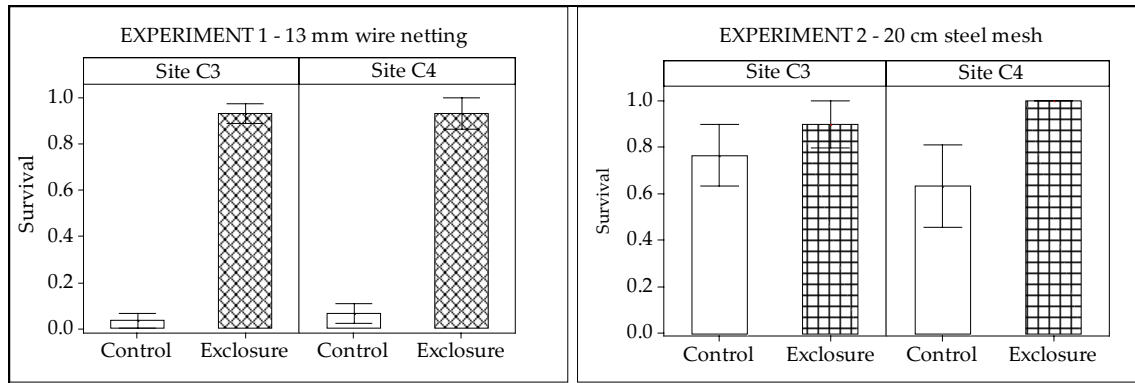 EXPERIMENT 1 - 13 mm wire netting
Site C3 Site C4
1.0
0.8
0.6
0.4
0.2
0.0
Survival
Control Exclosure Control Exclosure
EXPERIMENT 2 - 20 cm steel mesh
Site C3 Site C4
1.0
0.8
0.6
0.4
0.2
0.0
Survival
Control Exclosure Control Exclosure